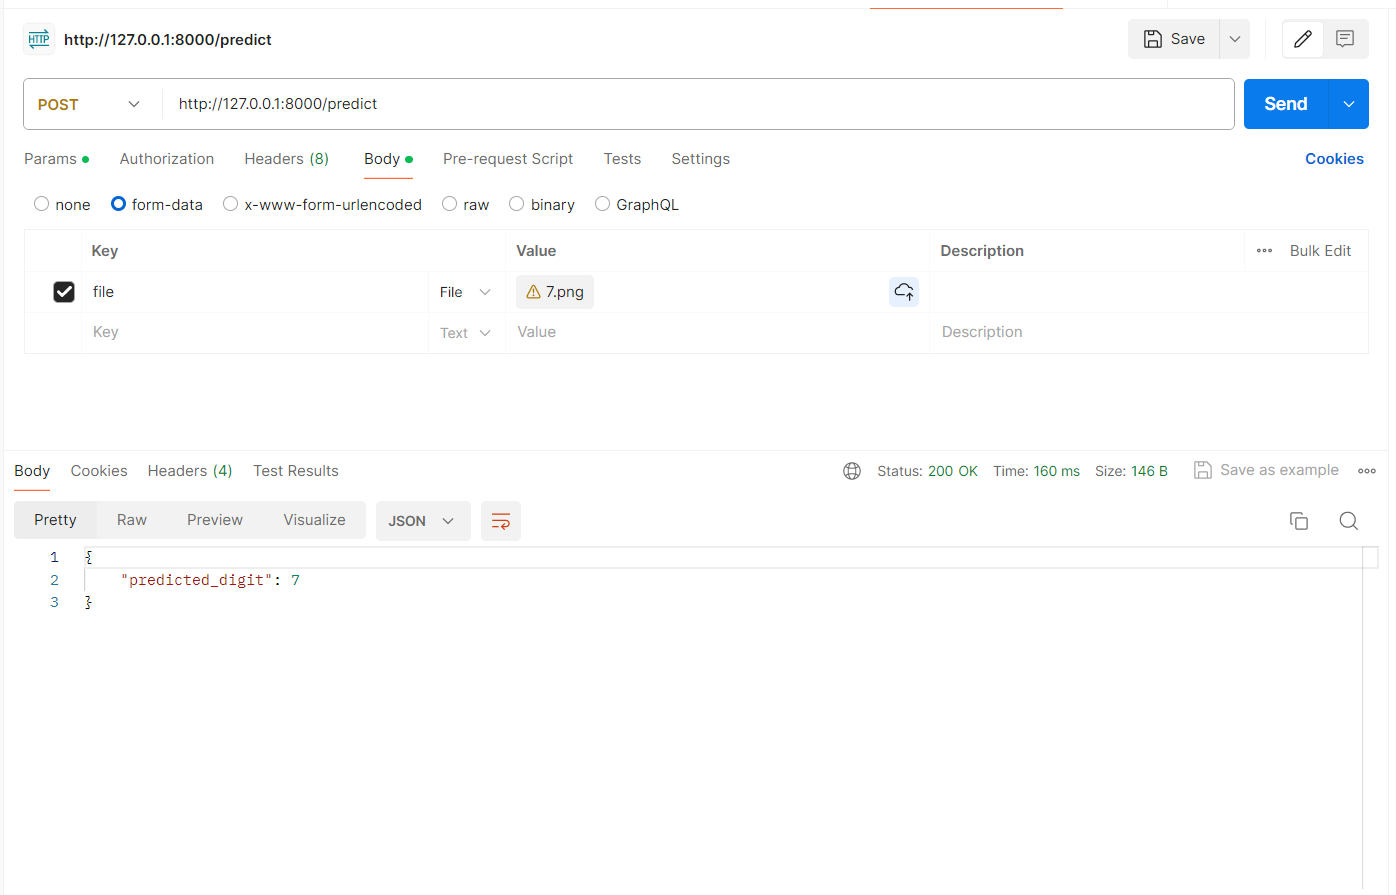 HTTP http://127.0.0.1:8000/predict Save
POST http://127.0.0.1:8000/predict Send
Params Authorization Headers (8) Body Pre-request Script Tests Settings Cookies
none form-data x-www-form-urlencoded raw binary GraphQL
Key Value Description Bulk Edit
file File 7.png
Key Text Value Description
Body Cookies Headers (4) Test Results Status: 200 OK Time: 160 ms Size: 146 B Save as example
Pretty Raw Preview Visualize JSON
1 {
2 "predicted_digit": 7
3 }